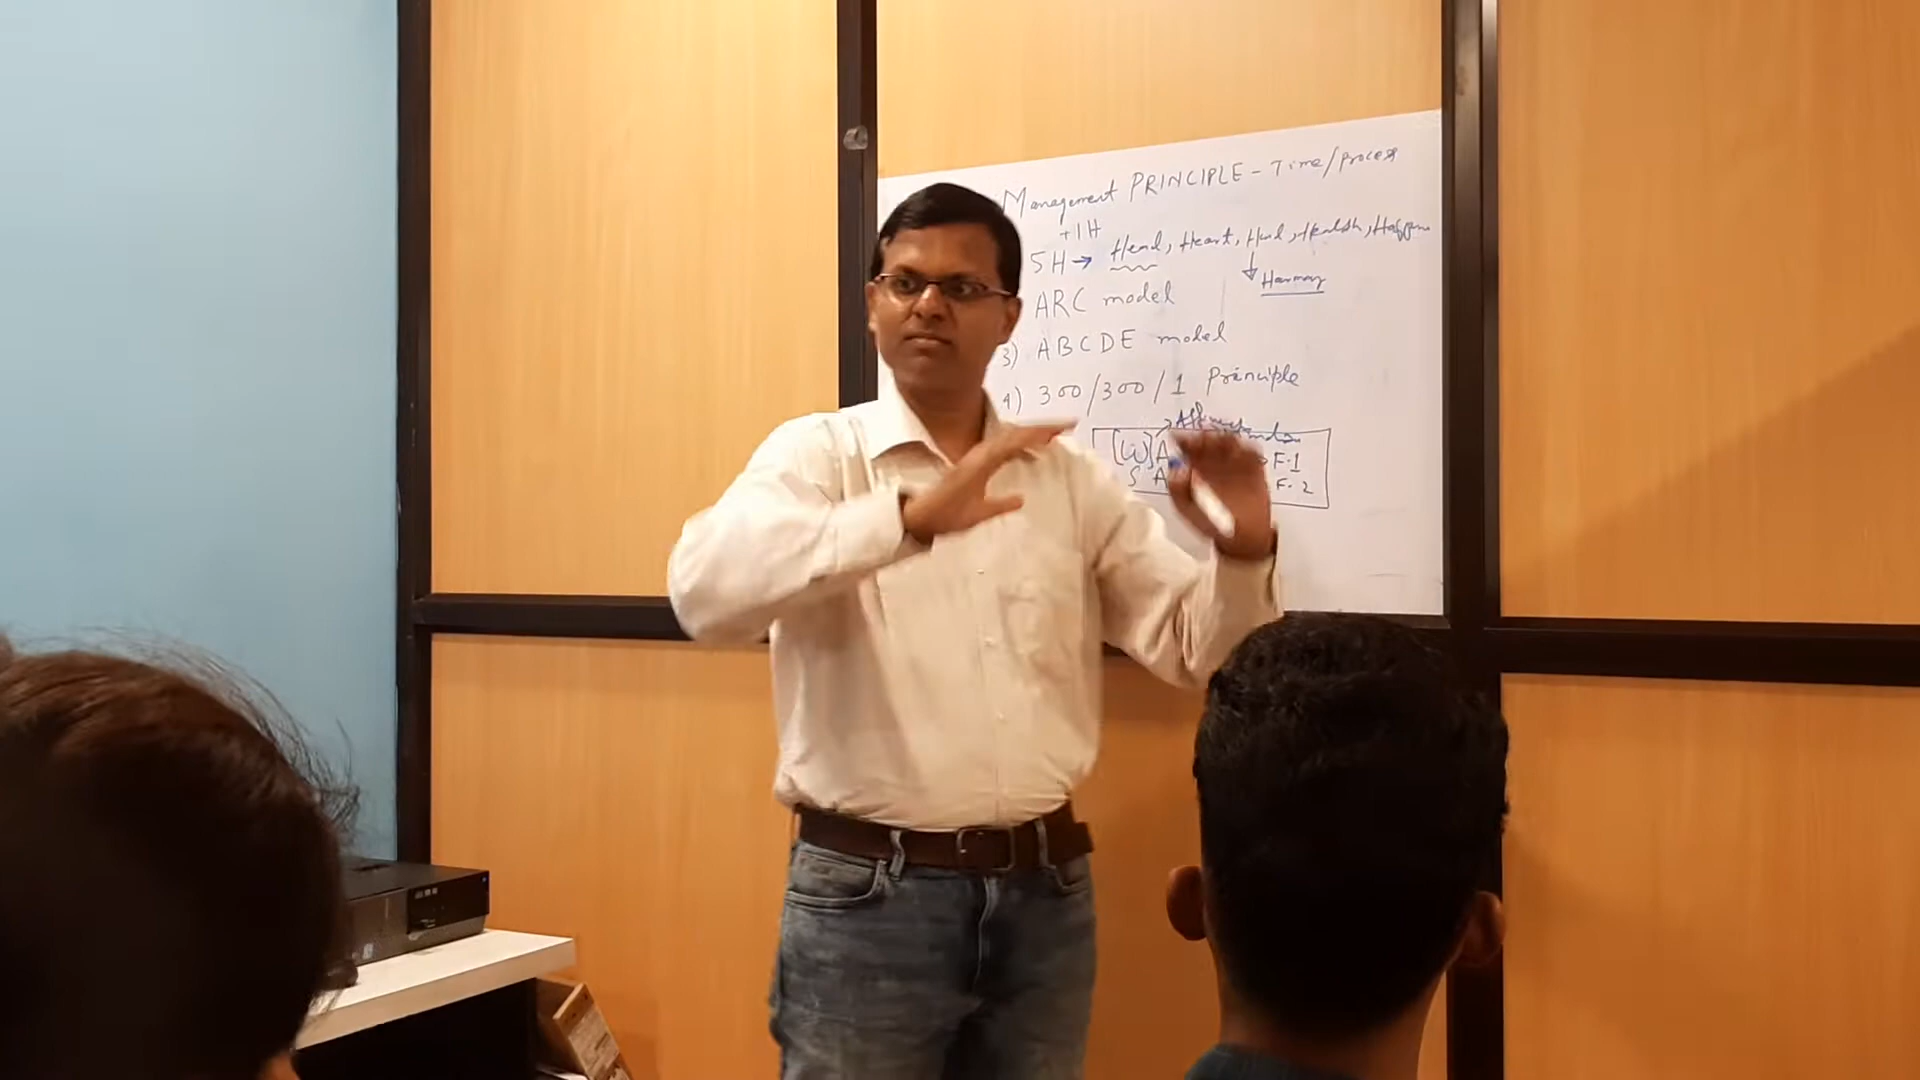 Management PRINCIPLE - Time/process
+1H
5H → Head, Heart, Hand, Health, Happen
Harmony
ARC model
3) ABCDE model
4) 300/300/1 Principle
A F.1
S A F.2